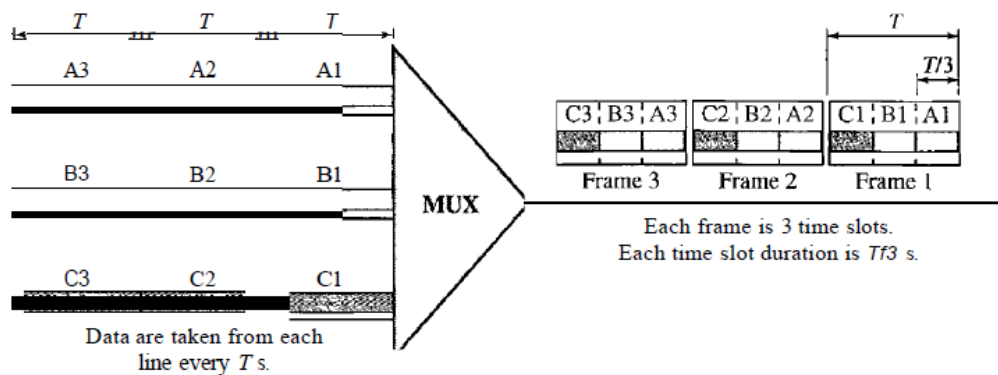 T T T
A3 A2 A1
B3 B2 B1
C3 C2 C1
Data are taken from each
line every T s.
MUX
T
T/3
C3 B3 A3 C2 B2 A2 C1 B1 A1
Frame 3 Frame 2 Frame 1
Each frame is 3 time slots.
Each time slot duration is Tf3 s.